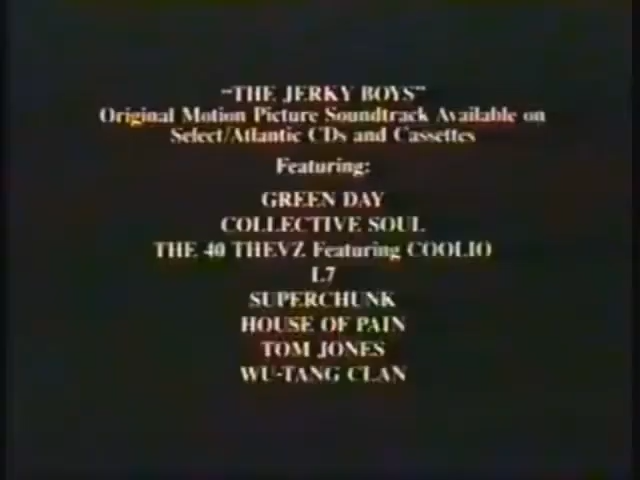 "THE JERKY BOYS"
Original Motion Picture Soundtrack Available on
Select/Atlantic CDs and Cassettes
Featuring:
GREEN DAY
COLLECTIVE SOUL
THE 40 THEVZ Featuring COOLIO
L7
SUPERCHUNK
HOUSE OF PAIN
TOM JONES
WU-TANG CLAN